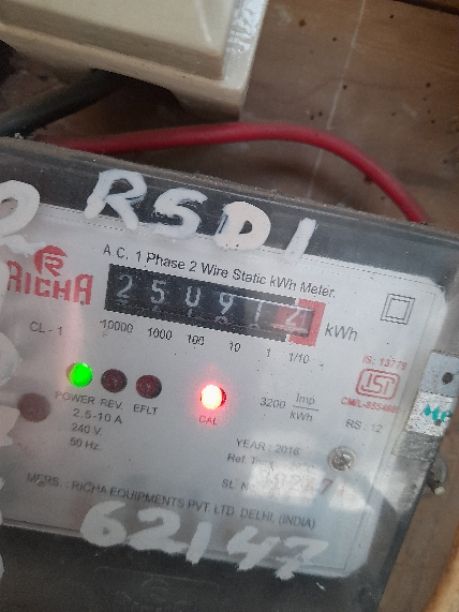 RSD1
RICHA
A.C. 1 Phase 2 Wire Static kWh Meter.
kWh
CL - 1
10000 1000 100 10 1 1/10
POWER REV. EFLT
CAL
3200 Imp/kWh
2.5-10 A
240 V.
50 Hz.
IS: 13779
ISI
RS : 12
YEAR : 2016
SL N
MERS. : RICHA EQUIPMENTS PVT. LTD. DELHI, (INDIA)
62147